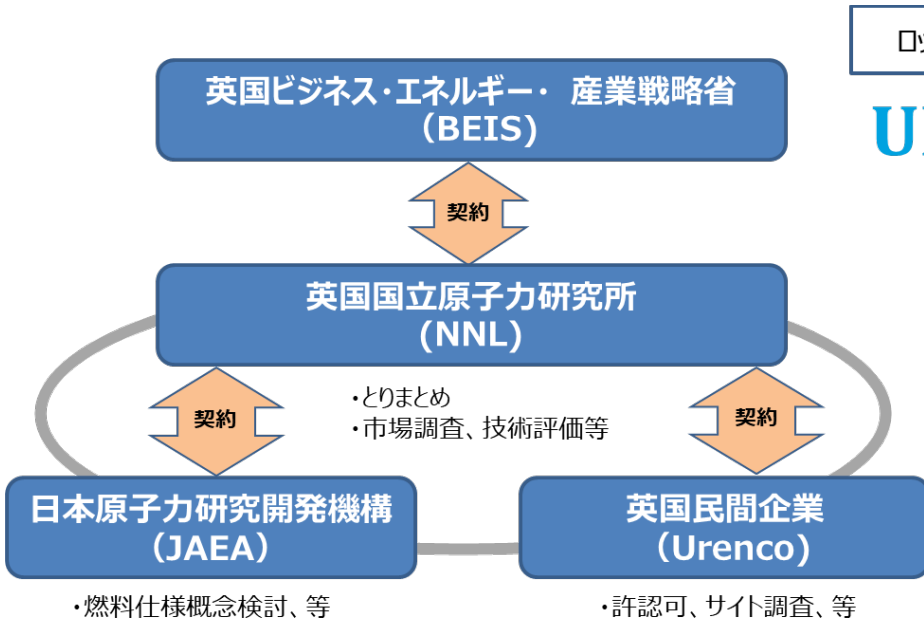 英国ビジネス・エネルギー・ 産業戦略省
(BEIS)
契約
英国国立原子力研究所
(NNL)
契約
・とりまとめ
・市場調査、技術評価等
契約
日本原子力研究開発機構
(JAEA)
英国民間企業
(Urenco)
・燃料仕様概念検討、等
・許認可、サイト調査、等